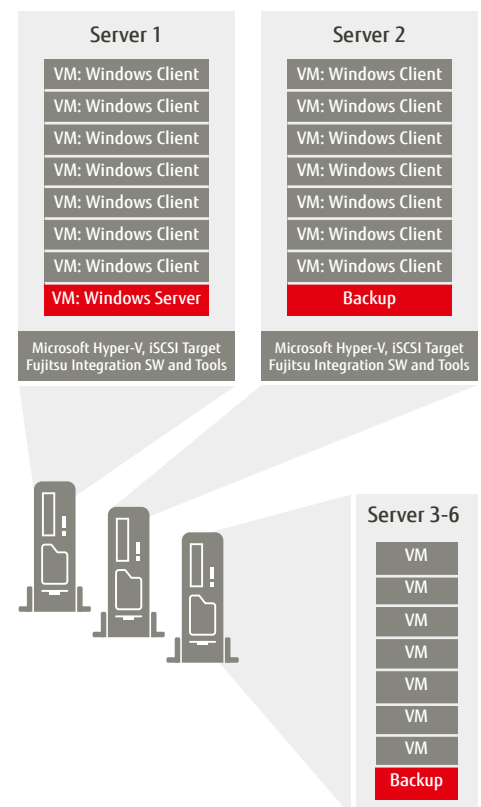 Server 1
VM: Windows Client
VM: Windows Client
VM: Windows Client
VM: Windows Client
VM: Windows Client
VM: Windows Client
VM: Windows Client
VM: Windows Server
Microsoft Hyper-V, iSCSI Target
Fujitsu Integration SW and Tools
Server 2
VM: Windows Client
VM: Windows Client
VM: Windows Client
VM: Windows Client
VM: Windows Client
VM: Windows Client
VM: Windows Client
Backup
Microsoft Hyper-V, iSCSI Target
Fujitsu Integration SW and Tools
Server 3-6
VM
VM
VM
VM
VM
VM
VM
Backup